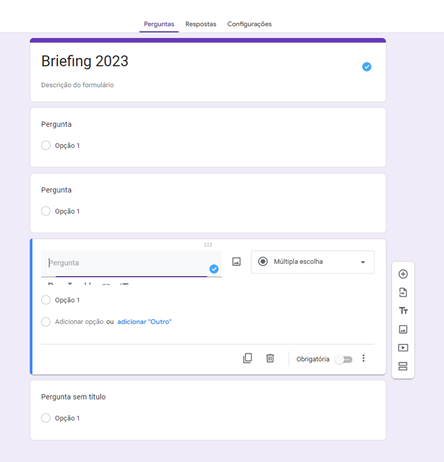 Perguntas Respostas Configurações
Briefing 2023
Descrição do formulário
Pergunta
Opção 1
Pergunta
Opção 1
Pergunta
Múltipla escolha
Opção 1
Adicionar opção ou adicionar "Outro"
Obrigatória
Pergunta sem título
Opção 1